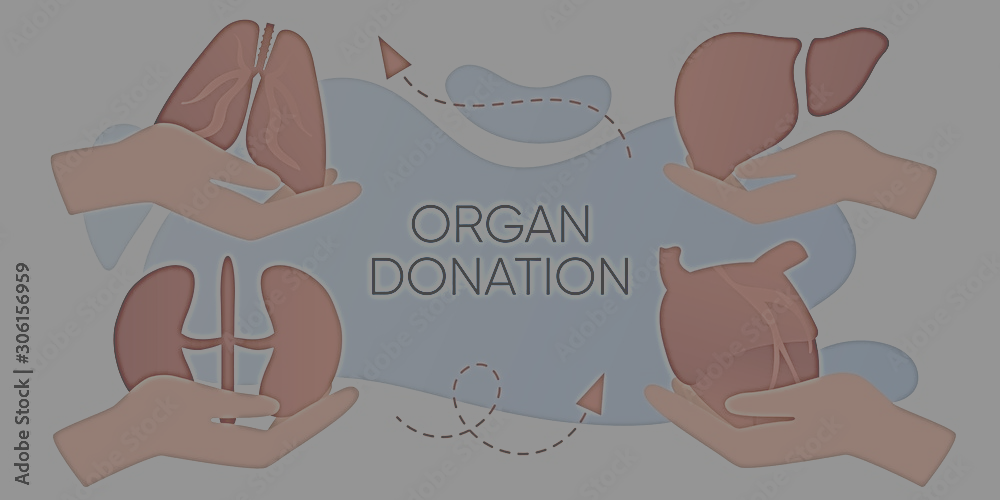 ORGAN
DONATION
Adobe Stock | #306156959